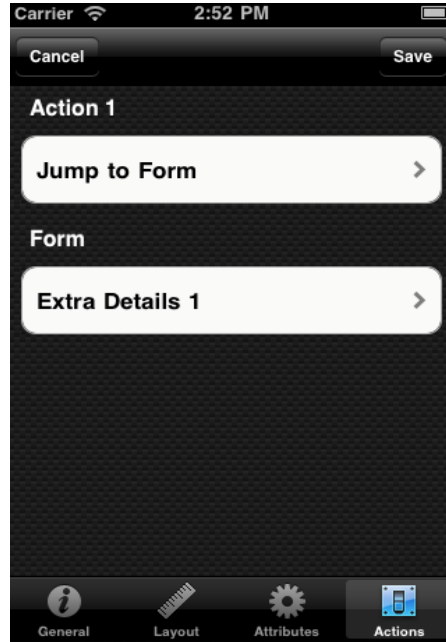 Carrier 2:52 PM
Cancel Save
Action 1
Jump to Form
Form
Extra Details 1
General Layout Attributes Actions